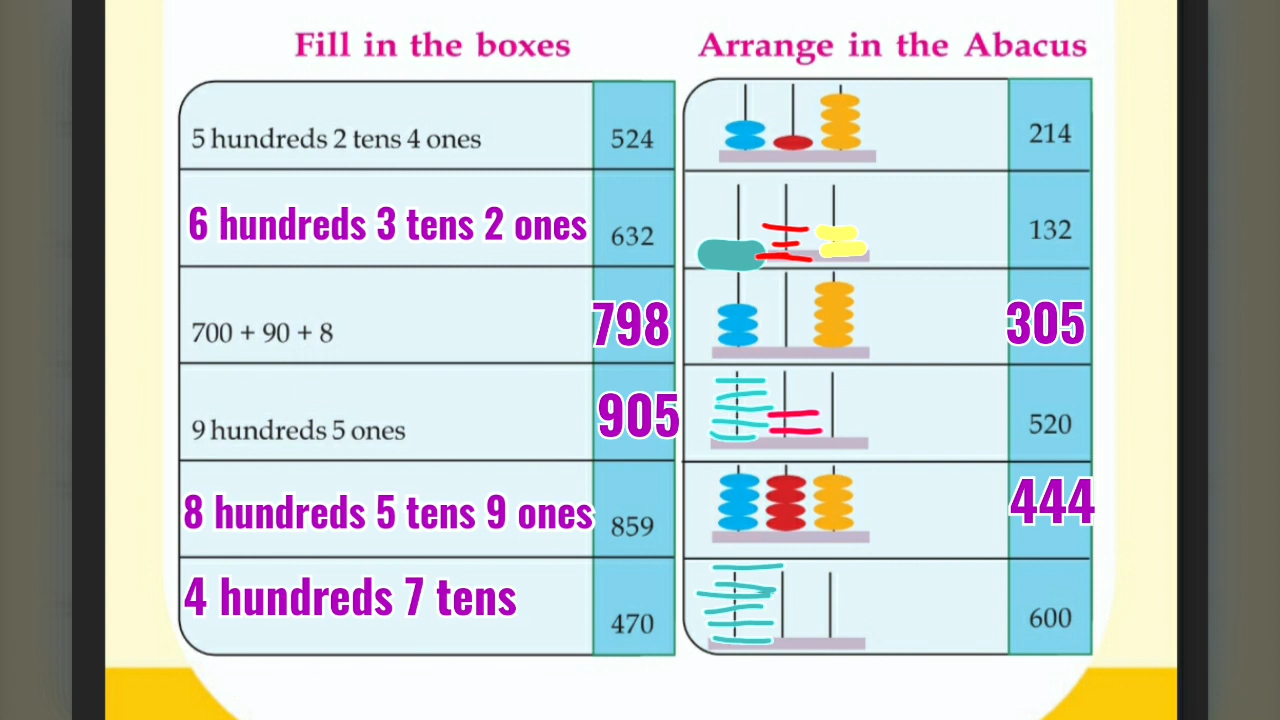 Fill in the boxes
5 hundreds 2 tens 4 ones 524
6 hundreds 3 tens 2 ones 632
700 + 90 + 8 798
9 hundreds 5 ones 905
8 hundreds 5 tens 9 ones 859
4 hundreds 7 tens 470
Arrange in the Abacus
214
132
305
520
444
600